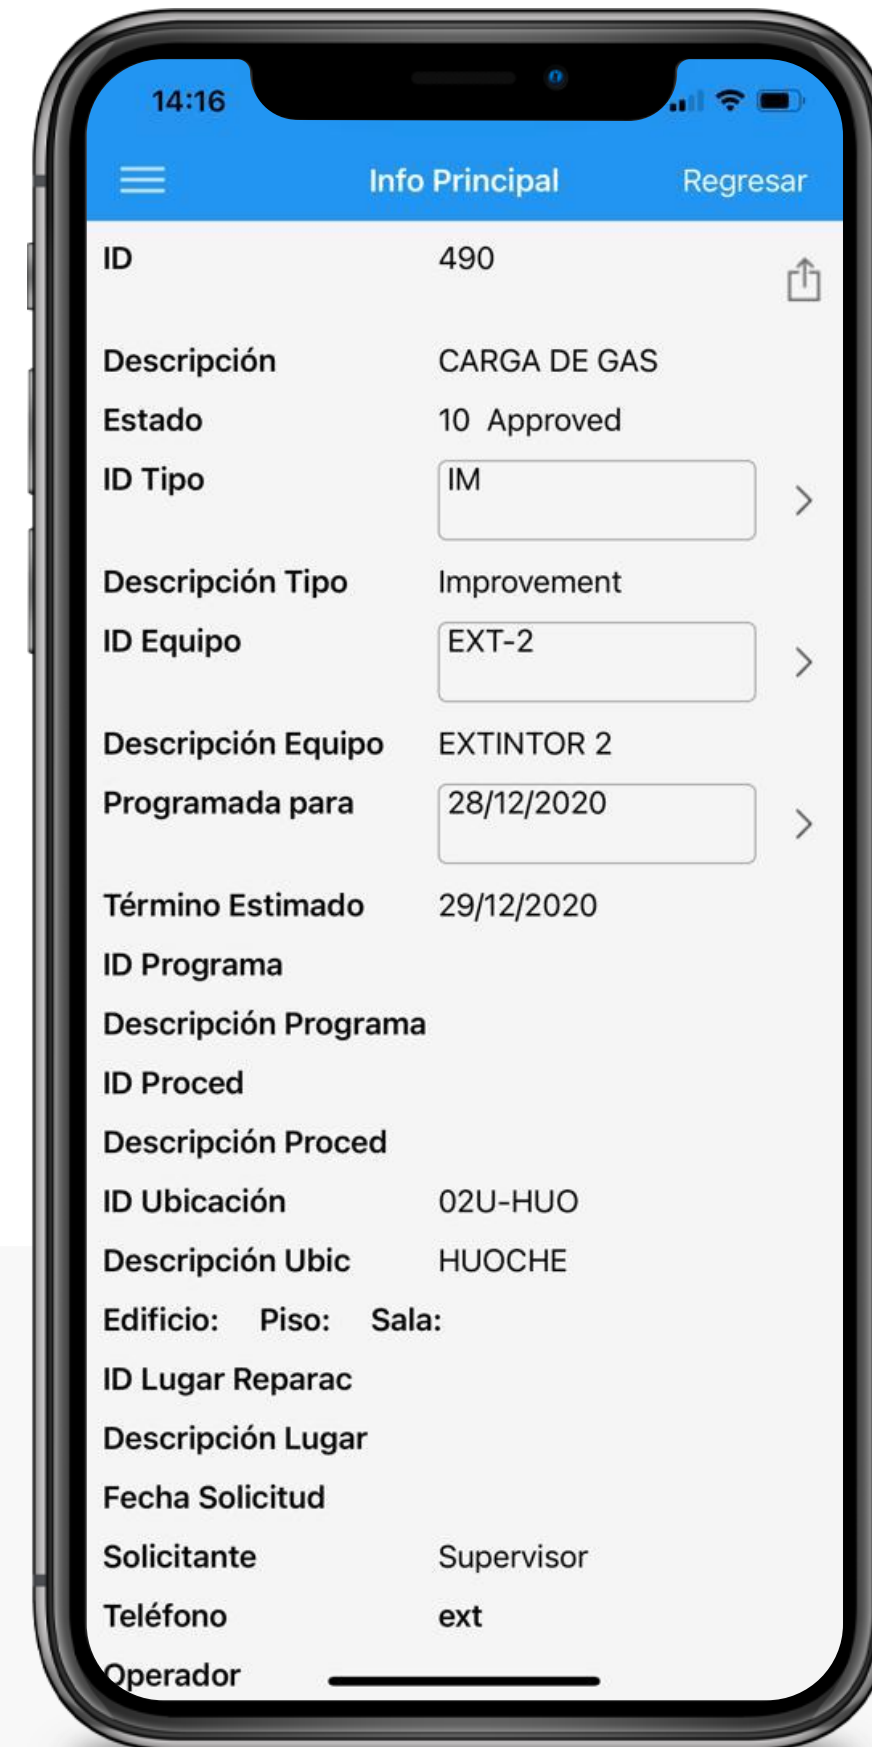 14:16
Info Principal Regresar
ID 490
Descripción CARGA DE GAS
Estado 10 Approved
ID Tipo IM
Descripción Tipo Improvement
ID Equipo EXT-2
Descripción Equipo EXTINTOR 2
Programada para 28/12/2020
Término Estimado 29/12/2020
ID Programa
Descripción Programa
ID Proced
Descripción Proced
ID Ubicación 02U-HUO
Descripción Ubic HUOCHE
Edificio: Piso: Sala:
ID Lugar Reparac
Descripción Lugar
Fecha Solicitud
Solicitante Supervisor
Teléfono ext
Operador